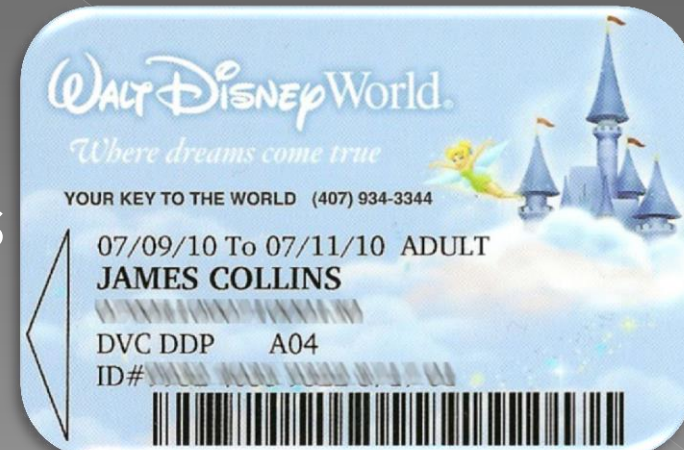 WALT DISNEY World.
Where dreams come true
YOUR KEY TO THE WORLD (407) 934-3344
07/09/10 To 07/11/10 ADULT
JAMES COLLINS
DVC DDP A04
ID#